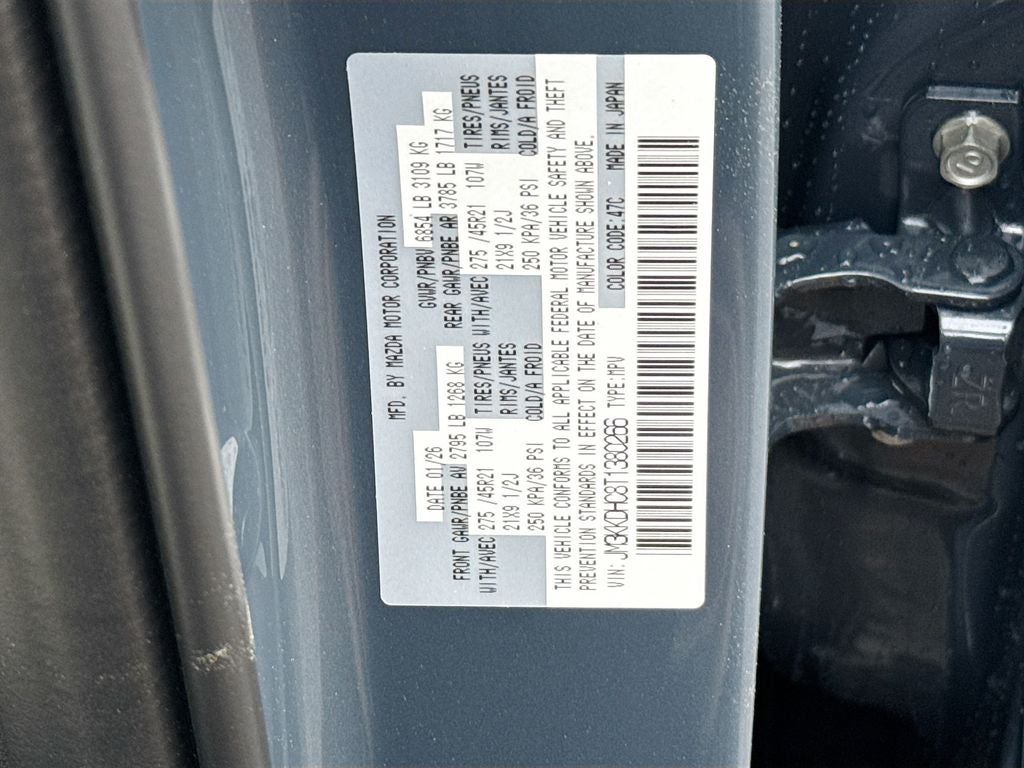 MFD. BY MAZDA MOTOR CORPORATION
DATE 01/26 GVWR/PNBV 6854 LB 3109 KG
FRONT GAWR/PNBE AV 2795 LB 1268 KG REAR GAWR/PNBE AR 3785 LB 1717 KG
WITH/AVEC 275 /45R21 107W TIRES/PNEUS WITH/AVEC 275 /45R21 107W TIRES/PNEUS
21X9 1/2J RIMS/JANTES 21X9 1/2J RIMS/JANTES
250 KPA/36 PSI COLD/A FROID 250 KPA/36 PSI COLD/A FROID
THIS VEHICLE CONFORMS TO ALL APPLICABLE FEDERAL MOTOR VEHICLE SAFETY AND THEFT
PREVENTION STANDARDS IN EFFECT ON THE DATE OF MANUFACTURE SHOWN ABOVE.
VIN: JM3KKDHC3T1380266 TYPE:MPV COLOR CODE:47C MADE IN JAPAN
2R